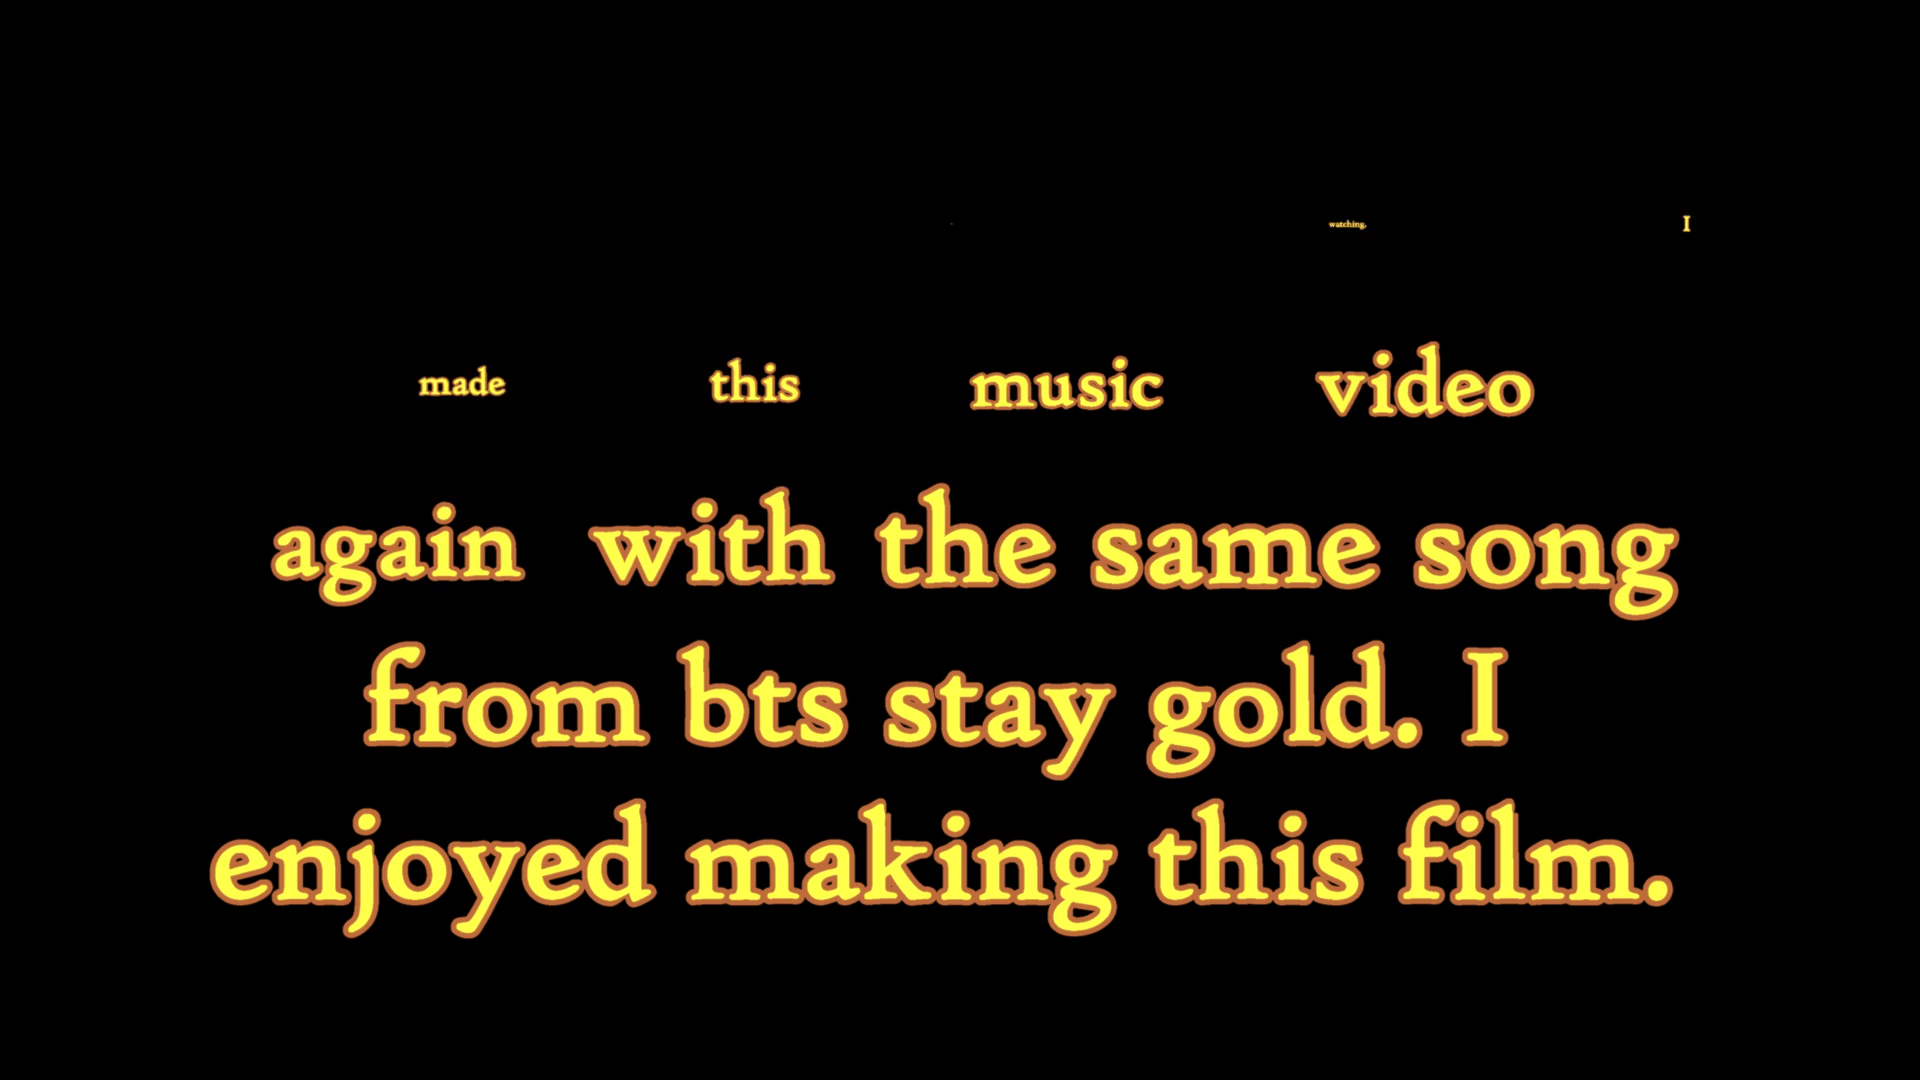 watching. I
made this music video
again with the same song
from bts stay gold. I
enjoyed making this film.